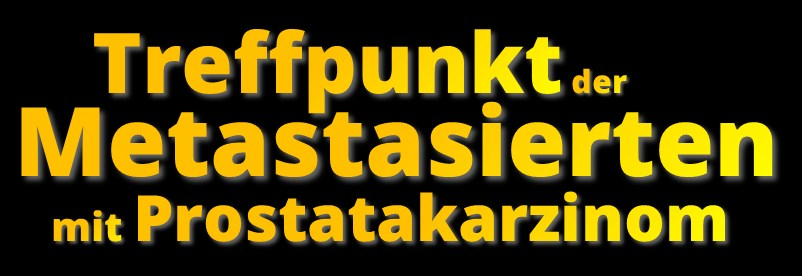 Treffpunkt der
Metastasierten
mit Prostatakarzinom